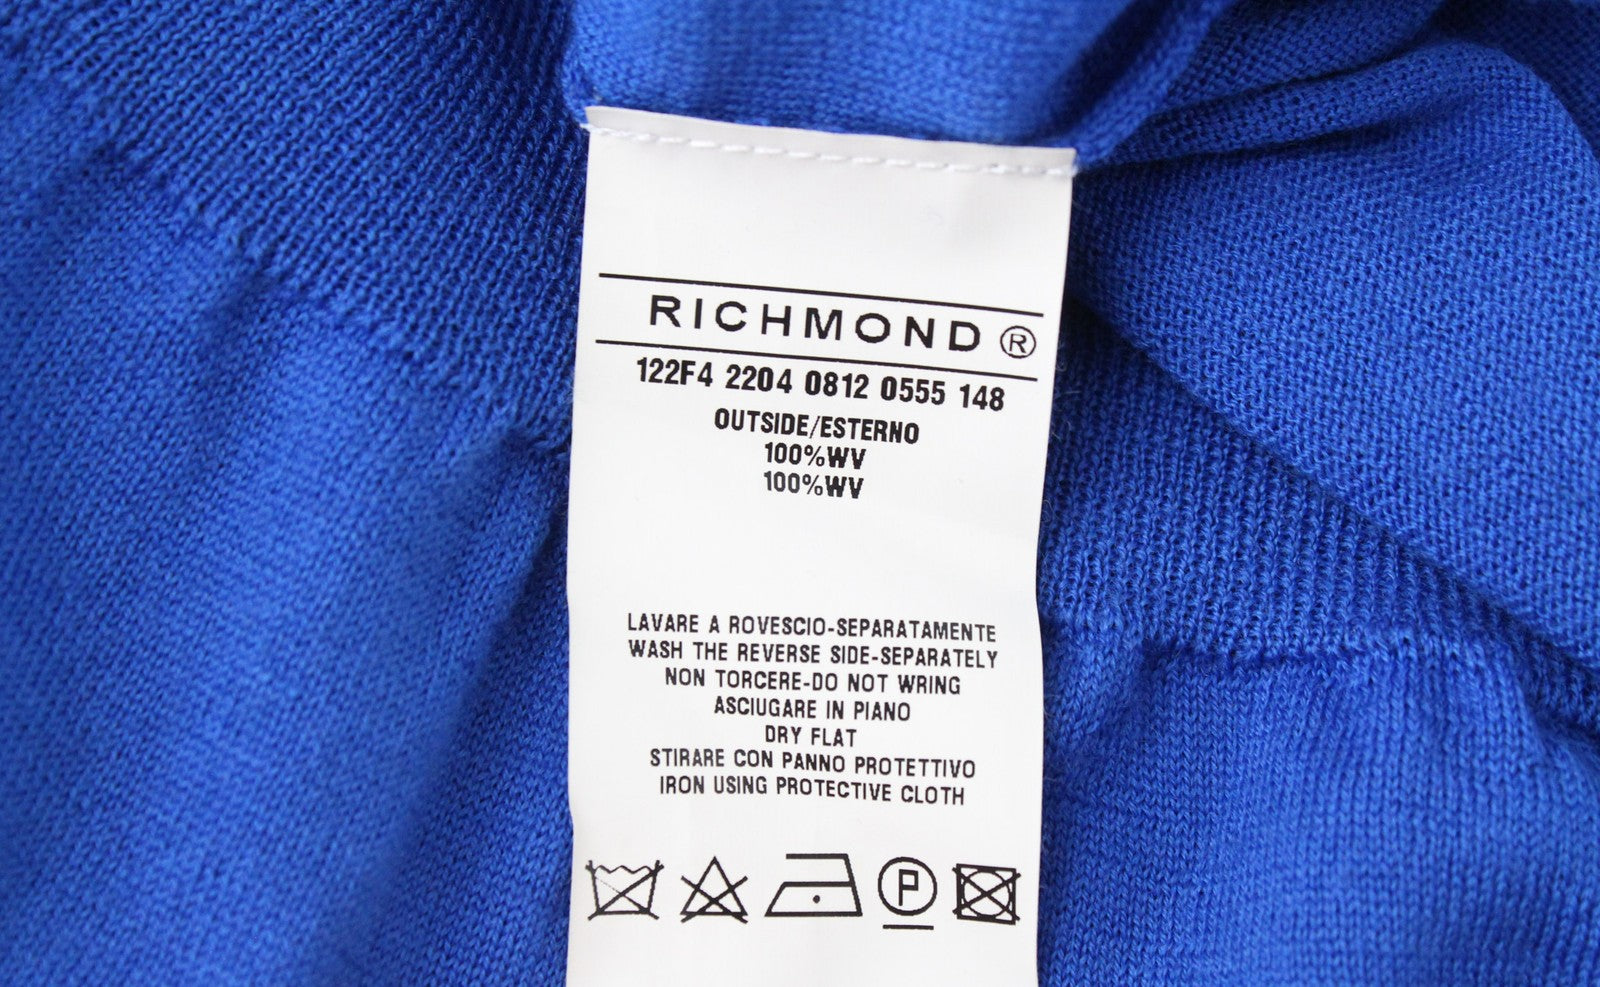 RICHMOND ®
122F4 2204 0812 0555 148
OUTSIDE/ESTERNO
100%WV
100%WV
LAVARE A ROVESCIO-SEPARATAMENTE
WASH THE REVERSE SIDE-SEPARATELY
NON TORCERE-DO NOT WRING
ASCIUGARE IN PIANO
DRY FLAT
STIRARE CON PANNO PROTETTIVO
IRON USING PROTECTIVE CLOTH
P